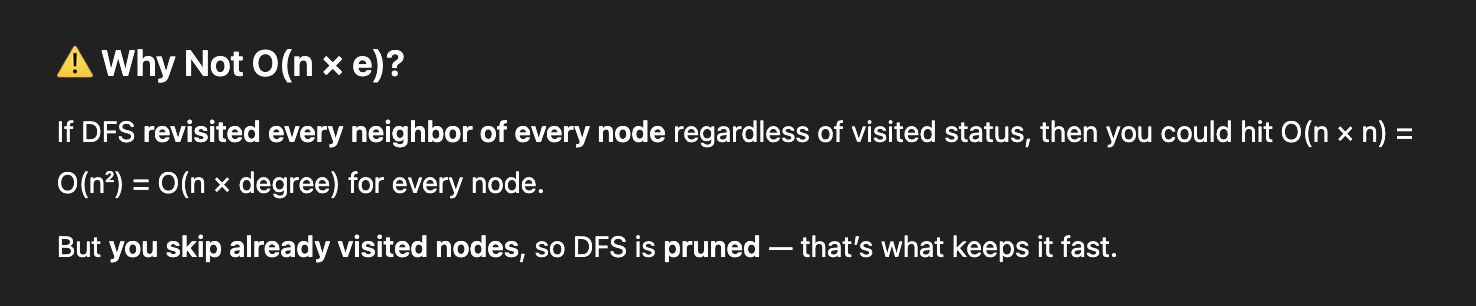 ⚠️ Why Not O(n × e)?
If DFS revisited every neighbor of every node regardless of visited status, then you could hit O(n × n) =
O(n²) = O(n × degree) for every node.
But you skip already visited nodes, so DFS is pruned — that’s what keeps it fast.